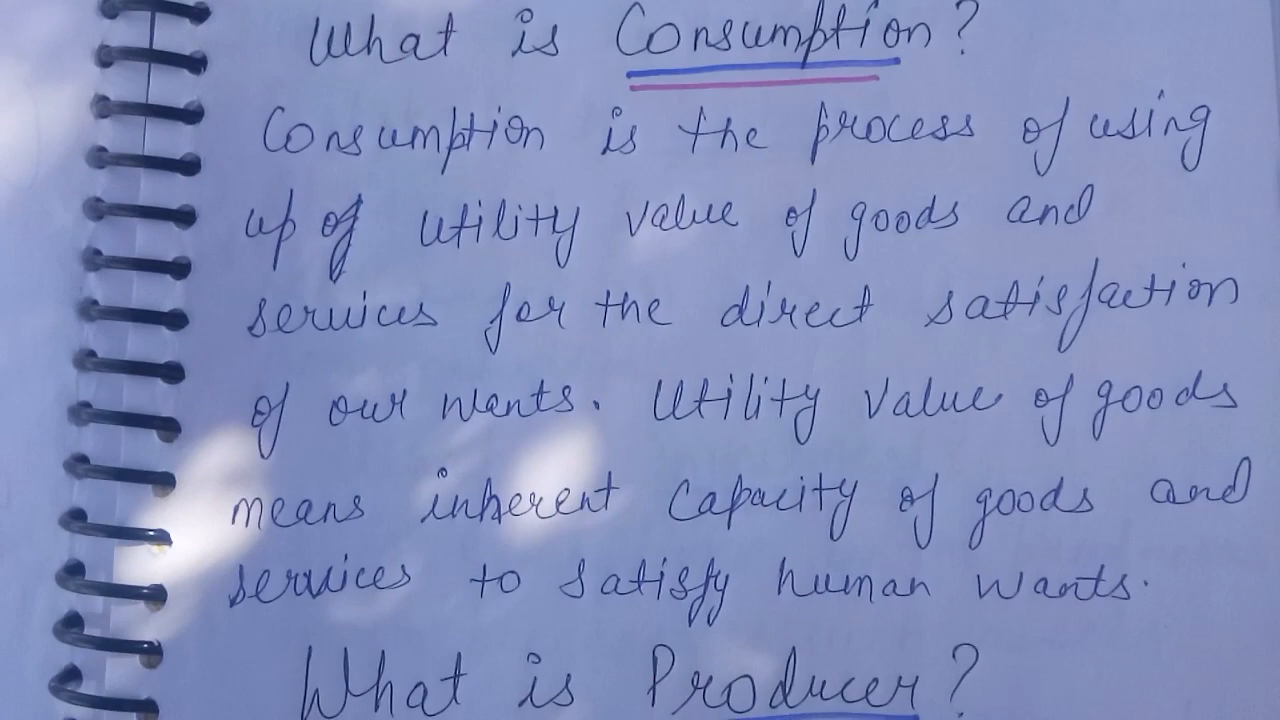 What is Consumption?
Consumption is the process of using
up of utility value of goods and
services for the direct satisfaction
of our wants. Utility value of goods
means inherent capacity of goods and
services to satisfy human wants.
What is Producer?